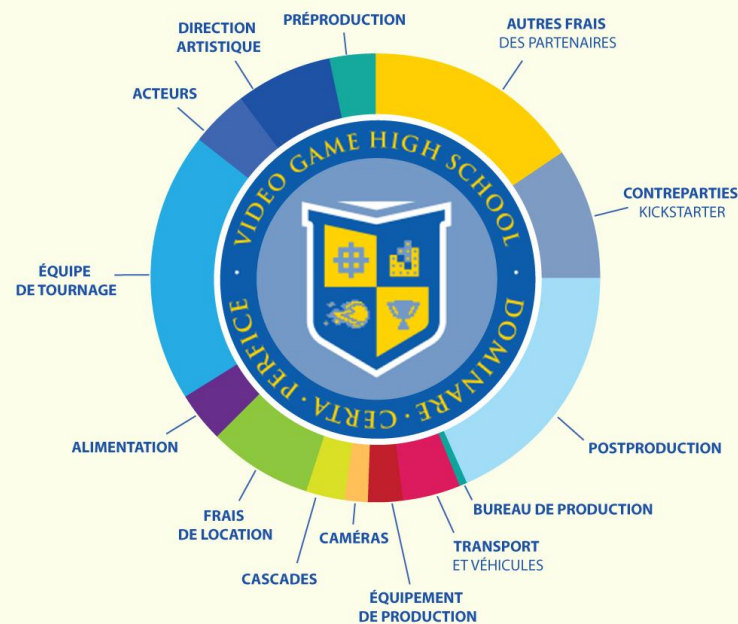 PRÉPRODUCTION
AUTRES FRAIS
DES PARTENAIRES
CONTREPARTIES
KICKSTARTER
POSTPRODUCTION
BUREAU DE PRODUCTION
TRANSPORT
ET VÉHICULES
ÉQUIPEMENT
DE PRODUCTION
CAMÉRAS
CASCADES
FRAIS
DE LOCATION
ALIMENTATION
ÉQUIPE
DE TOURNAGE
ACTEURS
DIRECTION
ARTISTIQUE
VIDEO GAME HIGH SCHOOL
· DOMINARE · CERTA · PERFICE ·